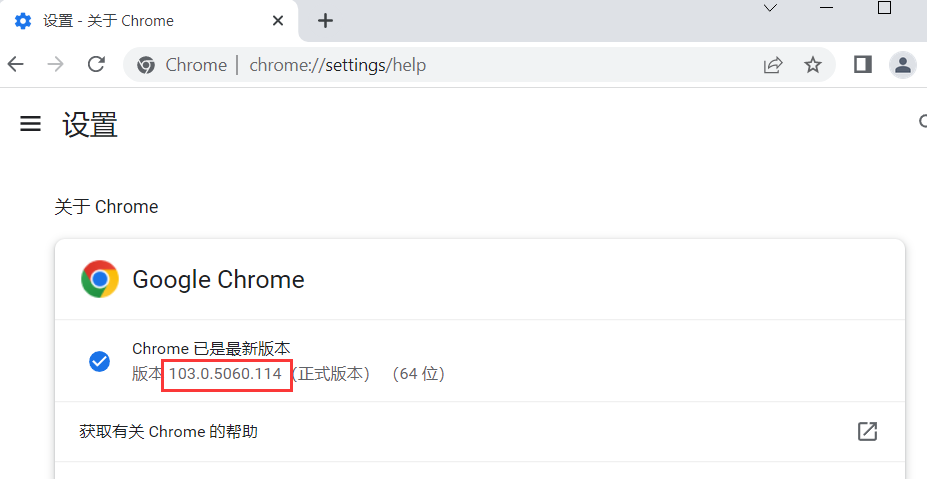 设置 - 关于 Chrome
Chrome | chrome://settings/help
设置
关于 Chrome
Google Chrome
Chrome 已是最新版本
版本 103.0.5060.114（正式版本） （64 位）
获取有关 Chrome 的帮助